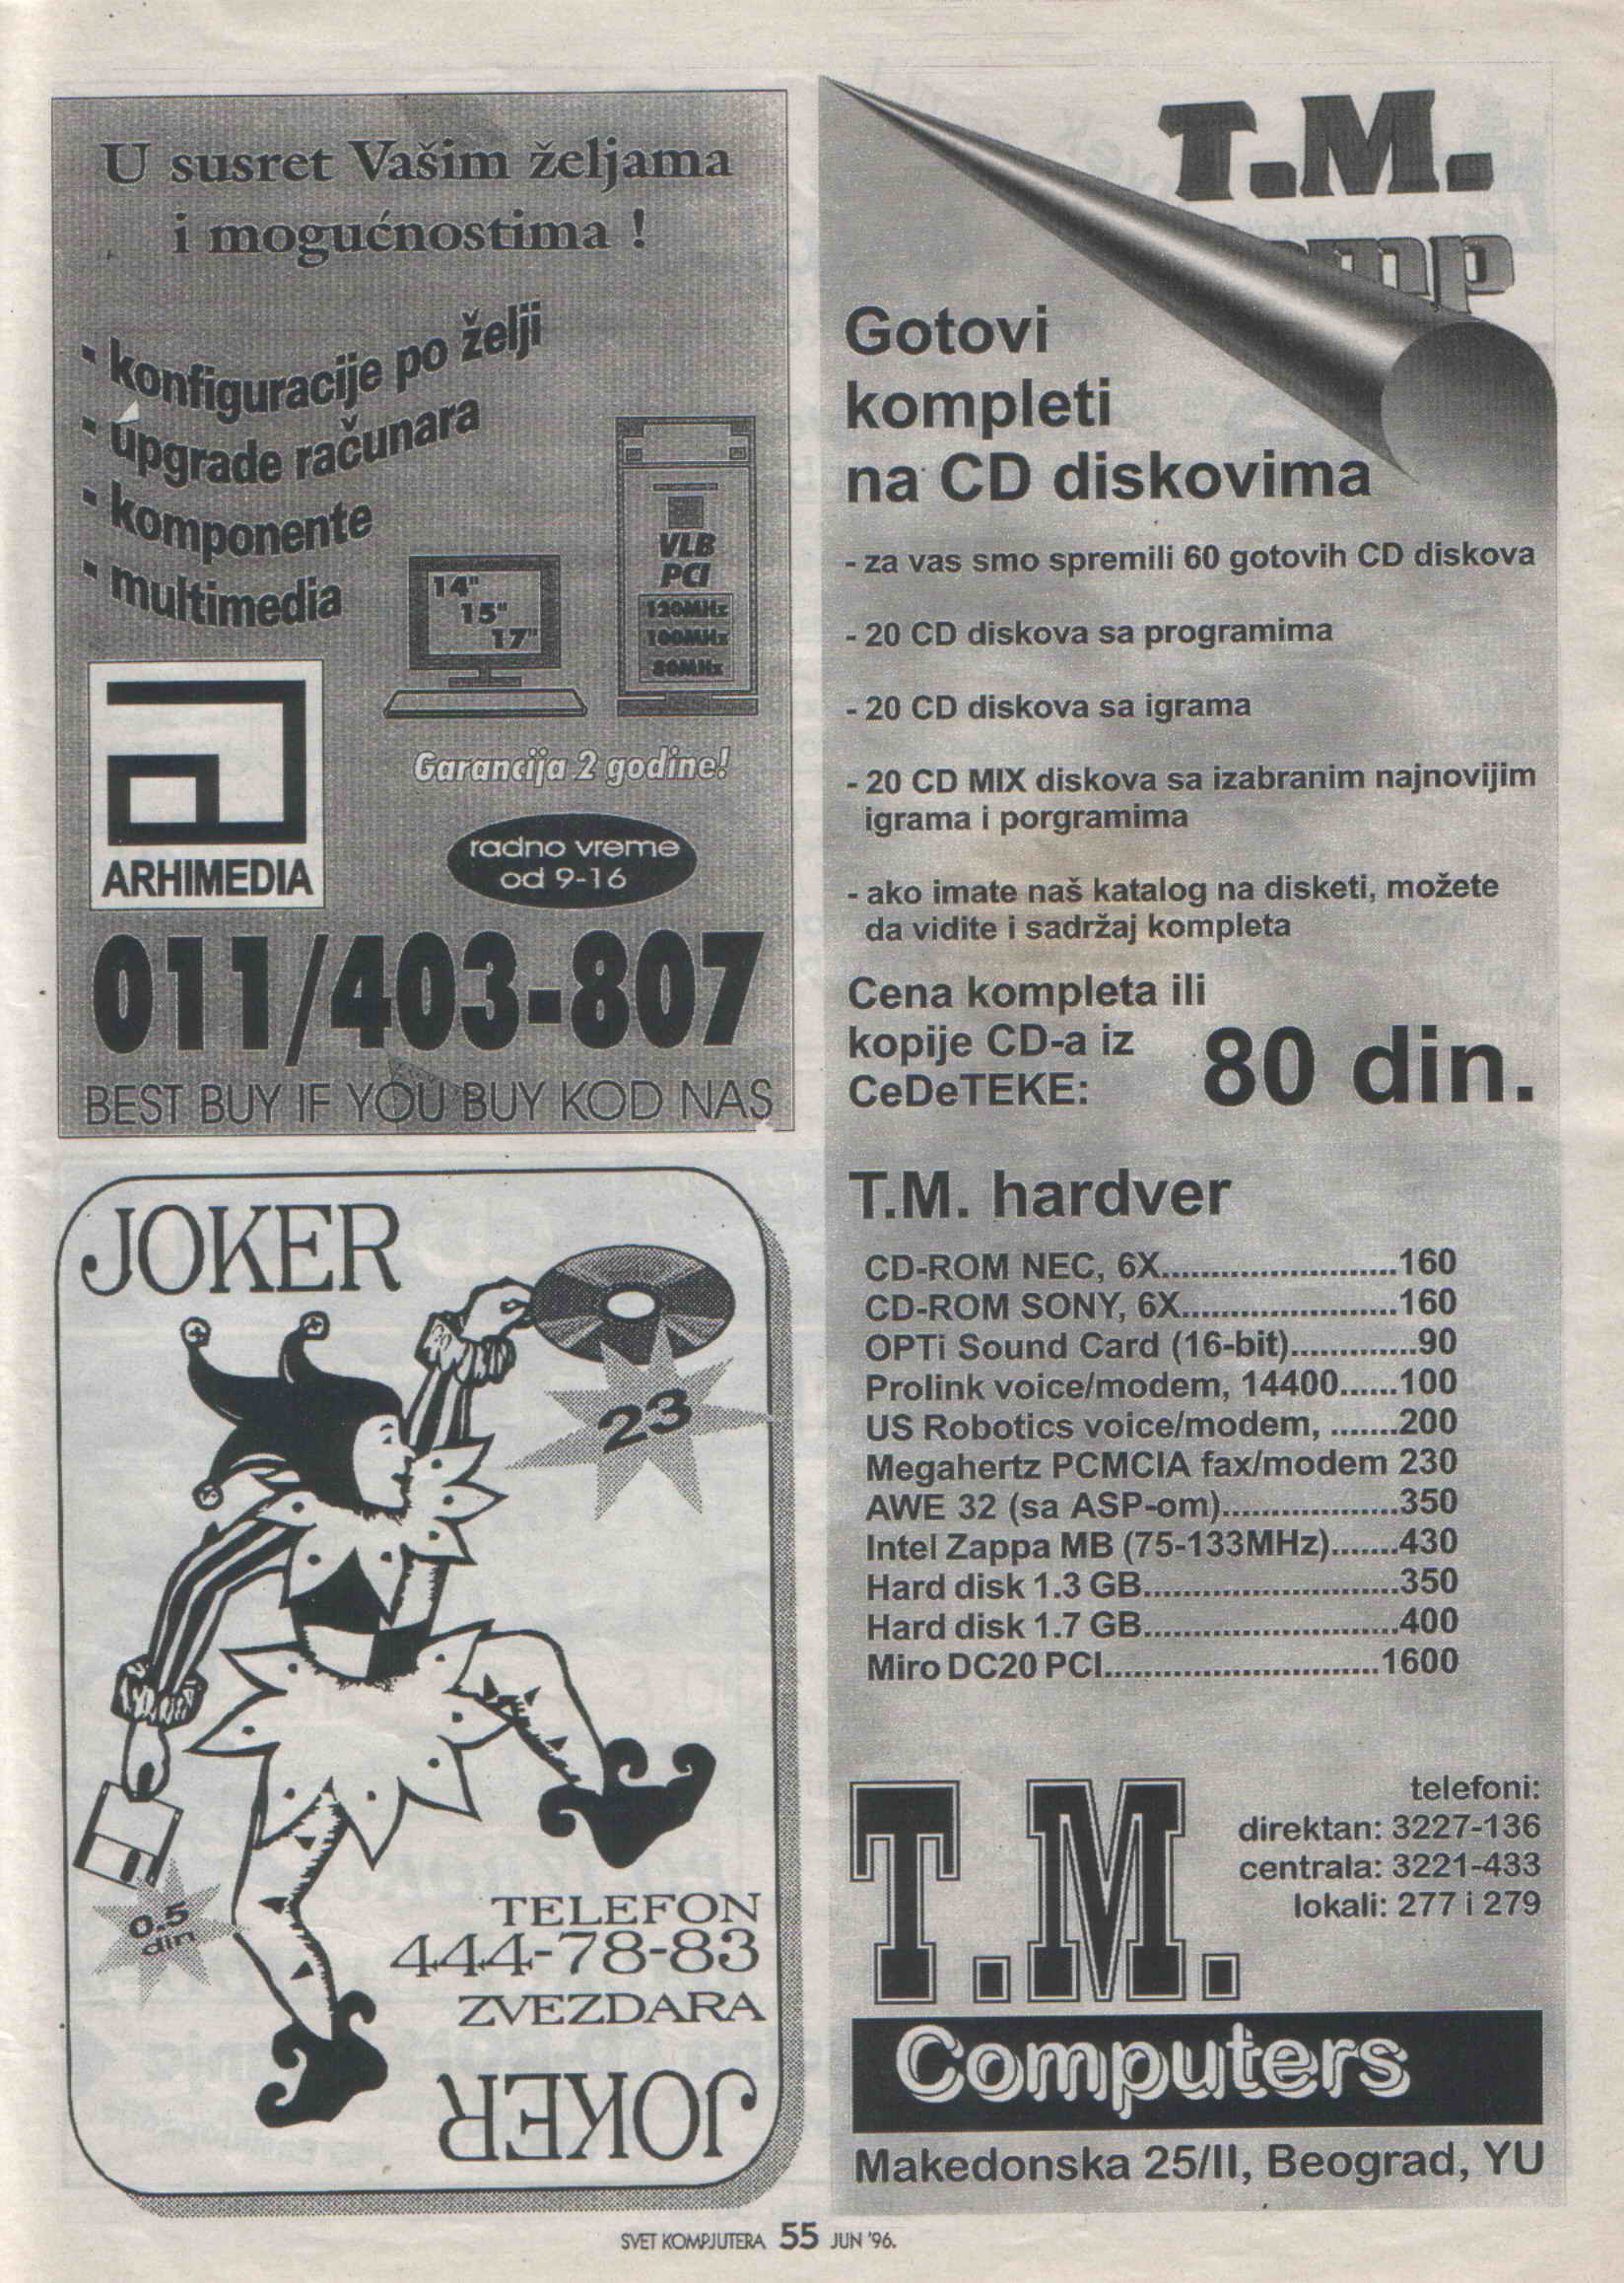 U susret Vašim željama
i mogućnostima !
- konfiguracije po želji
- upgrade računara
- komponente
- multimedia
14"
15"
17"
VLB
PCI
120MHz
100MHz
80MHz
Garancija 2 godine!
ARHIMEDIA
radno vreme
od 9-16
011/403-807
BEST BUY IF YOU BUY KOD NAS
JOKER
23
0.5
din
TELEFON
444-78-83
ZVEZDARA
JOKER
T.M.
mp
Gotovi
kompleti
na CD diskovima
- za vas smo spremili 60 gotovih CD diskova
- 20 CD diskova sa programima
- 20 CD diskova sa igrama
- 20 CD MIX diskova sa izabranim najnovijim
igrama i porgramima
- ako imate naš katalog na disketi, možete
da vidite i sadržaj kompleta
Cena kompleta ili
kopije CD-a iz
CeDeTEKE:
80 din.
T.M. hardver
CD-ROM NEC, 6X........................160
CD-ROM SONY, 6X......................160
OPTi Sound Card (16-bit).............90
Prolink voice/modem, 14400......100
US Robotics voice/modem, .......200
Megahertz PCMCIA fax/modem 230
AWE 32 (sa ASP-om)..................350
Intel Zappa MB (75-133MHz).......430
Hard disk 1.3 GB..........................350
Hard disk 1.7 GB..........................400
Miro DC20 PCI............................1600
T.M.
telefoni:
direktan: 3227-136
centrala: 3221-433
lokali: 277 i 279
Computers
Makedonska 25/II, Beograd, YU
SVET KOMPJUTERA 55 JUN '96.